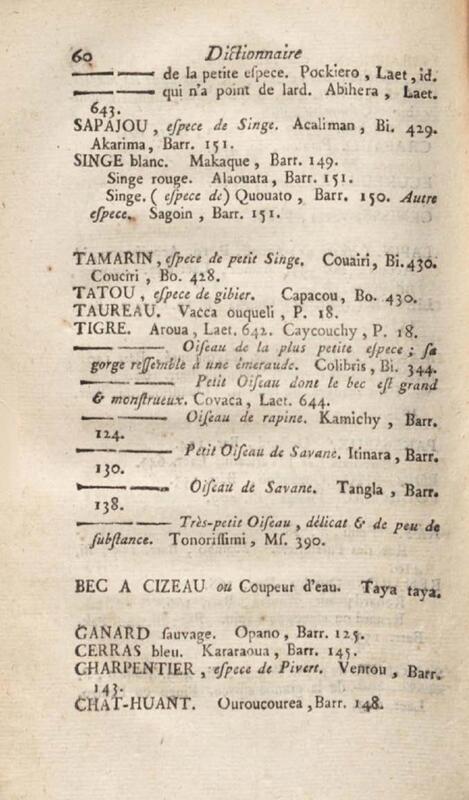 60 Dictionnaire
——— ——— de la petite eſpece. Pockiero, Laet, id.
——— ——— qui n'a point de lard. Abihera, Laet.
643.
SAPAJOU, eſpece de Singe. Acaliman, Bi. 429.
Akarima, Barr. 151.
SINGE blanc. Makaque, Barr. 149.
Singe rouge. Alaouata, Barr. 151.
Singe. (eſpece de) Quouato, Barr. 150. Autre
eſpece. Sagoin, Barr. 151.
TAMARIN, eſpece de petit Singe. Couairi, Bi. 430.
Couciri, Bo. 428.
TATOU, eſpece de gibier. Capacou, Bo. 430.
TAUREAU. Vacca ouqueli, P. 18.
TIGRE. Aroua, Laet. 642. Caycouchy, P. 18.
——— ——— Oiſeau de la plus petite eſpece; ſa
gorge reſſemble à une émeraude. Colibris, Bi. 344.
——— ——— Petit Oiſeau dont le bec eſt grand
& monſtrueux. Covaca, Laet. 644.
——— ——— Oiſeau de rapine. Kamichy, Barr.
124.
——— ——— Petit Oiſeau de Savane. Itinara, Barr.
130.
——— ——— Oiſeau de Savane. Tangla, Barr.
138.
——— ——— Très-petit Oiſeau, délicat & de peu de
ſubſtance. Tonoriſſimi, Mſ. 390.
BEC A CIZEAU ou Coupeur d'eau. Taya taya.
CANARD ſauvage. Opano, Barr. 125.
CERRAS bleu. Kararaoua, Barr. 145.
CHARPENTIER, eſpece de Pivert. Ventou, Barr.
143.
CHAT-HUANT. Ouroucourea, Barr. 148.